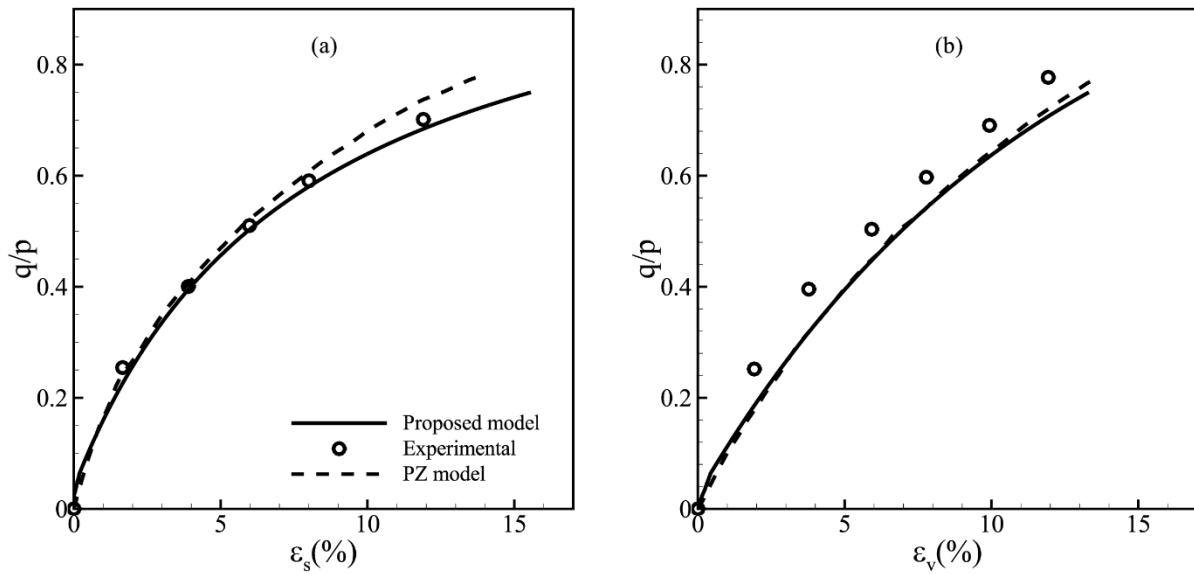 (a)
0.8
0.6
q/p
0.4
0.2
0
Proposed model
Experimental
PZ model
0 5 10 15
εs(%)
(b)
0.8
0.6
q/p
0.4
0.2
0
0 5 10 15
εv(%)